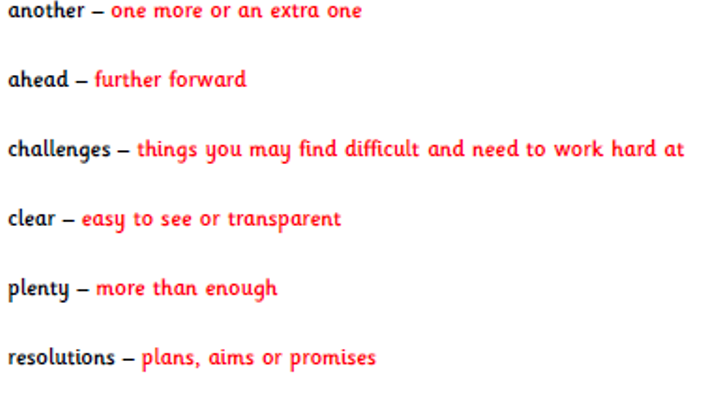 another – one more or an extra one
ahead – further forward
challenges – things you may find difficult and need to work hard at
clear – easy to see or transparent
plenty – more than enough
resolutions – plans, aims or promises